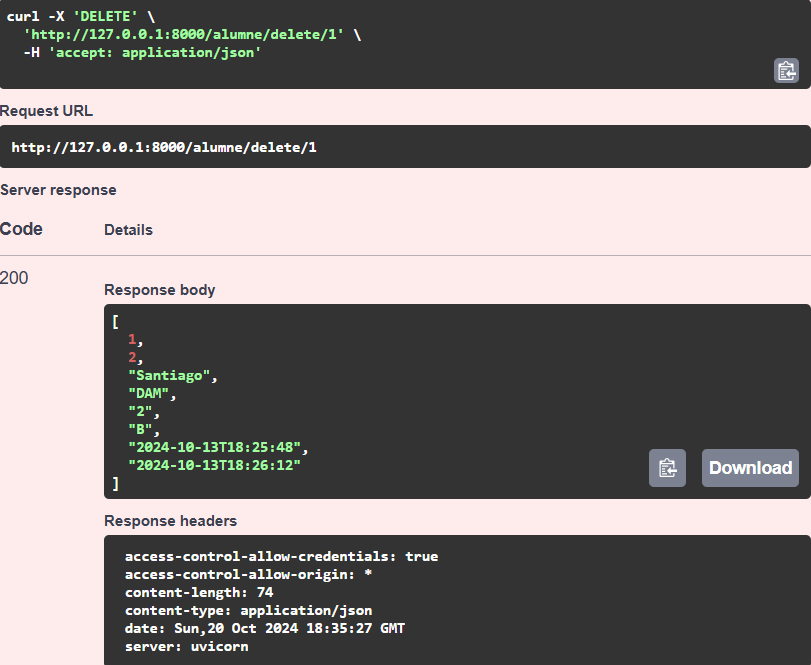 curl -X 'DELETE' \
  'http://127.0.0.1:8000/alumne/delete/1' \
  -H 'accept: application/json'
Request URL
http://127.0.0.1:8000/alumne/delete/1
Server response
Code Details
200
Response body
[
  1,
  2,
  "Santiago",
  "DAM",
  "2",
  "B",
  "2024-10-13T18:25:48",
  "2024-10-13T18:26:12"
]
Download
Response headers
access-control-allow-credentials: true
access-control-allow-origin: *
content-length: 74
content-type: application/json
date: Sun,20 Oct 2024 18:35:27 GMT
server: uvicorn